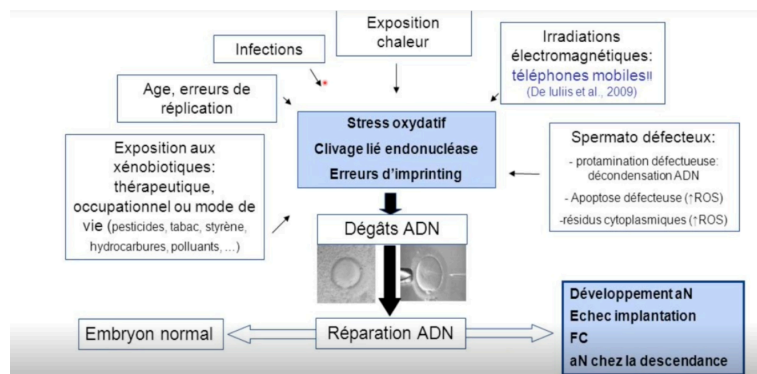 Exposition
chaleur
Infections
*
Irradiations
électromagnétiques:
téléphones mobiles!!
(De Iuliis et al., 2009)
Age, erreurs de
réplication
Stress oxydatif
Clivage lié endonucléase
Erreurs d'imprinting
Exposition aux
xénobiotiques:
thérapeutique,
occupationnel ou mode de
vie (pesticides, tabac, styrène,
hydrocarbures, polluants, ...)
Spermato défecteux:
- protamination défectueuse:
décondensation ADN
- Apoptose défecteuse (↑ROS)
-résidus cytoplasmiques (↑ROS)
Dégâts ADN
Embryon normal
Réparation ADN
Développement aN
Echec implantation
FC
aN chez la descendance